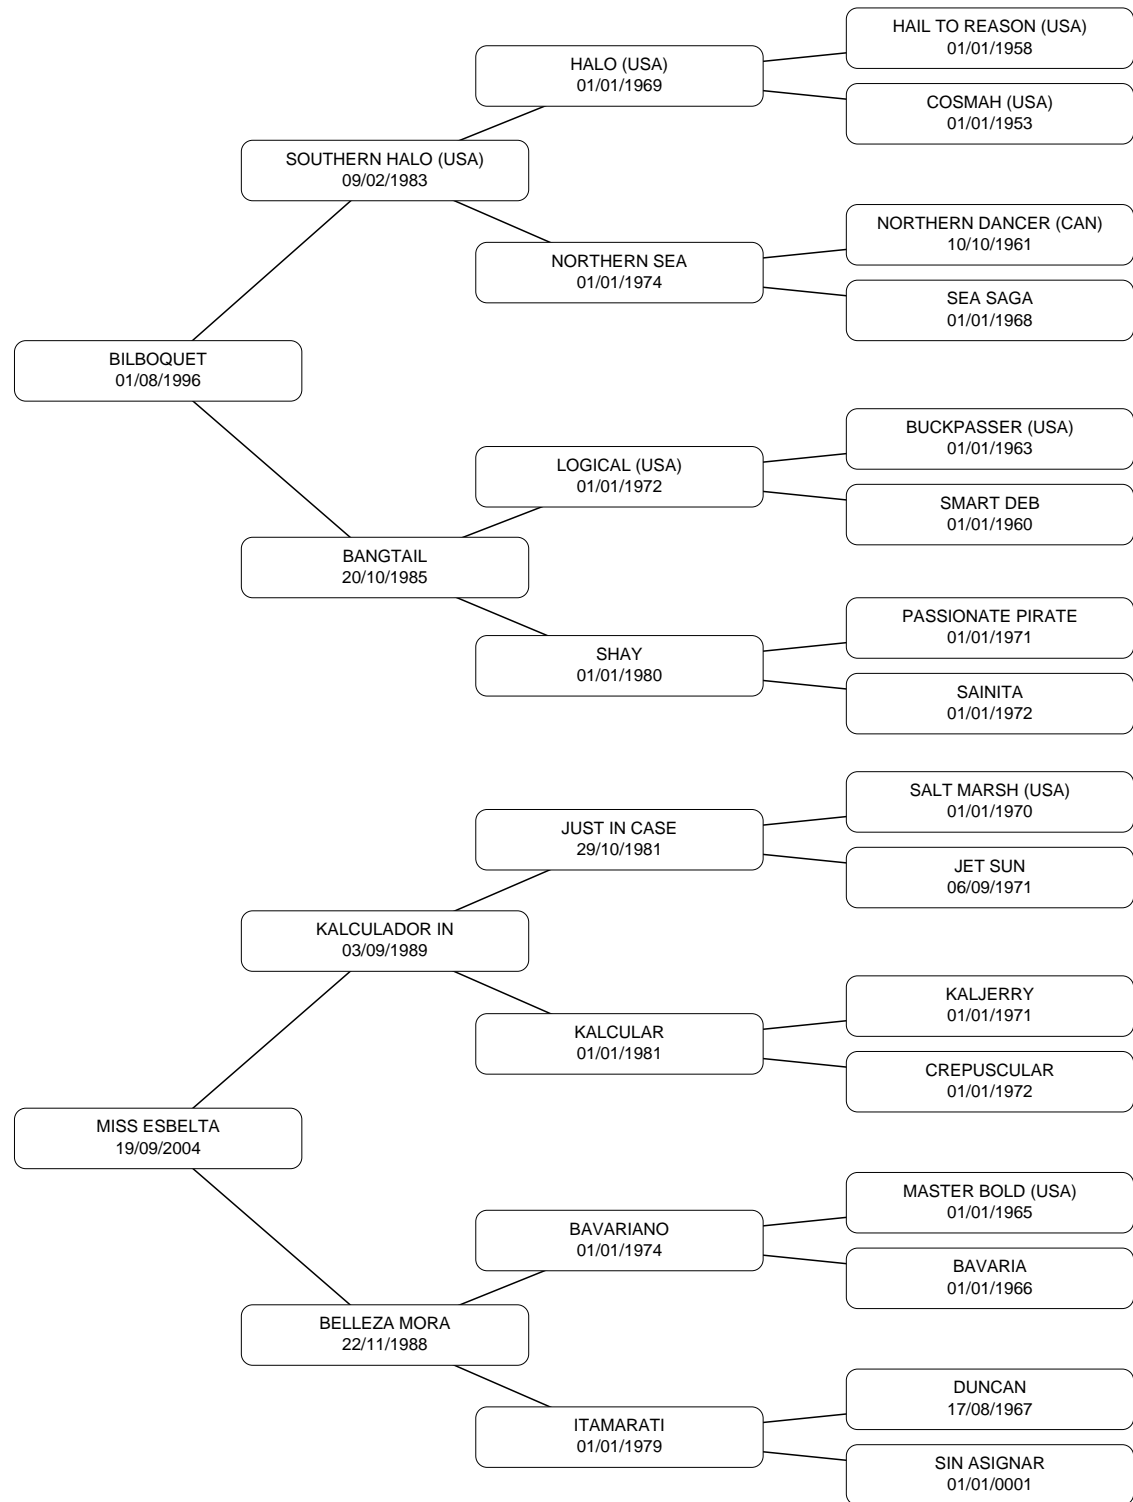 HAIL TO REASON (USA)
01/01/1958
HALO (USA)
01/01/1969
COSMAH (USA)
01/01/1953
SOUTHERN HALO (USA)
09/02/1983
NORTHERN DANCER (CAN)
10/10/1961
NORTHERN SEA
01/01/1974
SEA SAGA
01/01/1968
BILBOQUET
01/08/1996
BUCKPASSER (USA)
01/01/1963
LOGICAL (USA)
01/01/1972
SMART DEB
01/01/1960
BANGTAIL
20/10/1985
PASSIONATE PIRATE
01/01/1971
SHAY
01/01/1980
SAINITA
01/01/1972
SALT MARSH (USA)
01/01/1970
JUST IN CASE
29/10/1981
JET SUN
06/09/1971
KALCULADOR IN
03/09/1989
KALJERRY
01/01/1971
KALCULAR
01/01/1981
CREPUSCULAR
01/01/1972
MISS ESBELTA
19/09/2004
MASTER BOLD (USA)
01/01/1965
BAVARIANO
01/01/1974
BAVARIA
01/01/1966
BELLEZA MORA
22/11/1988
DUNCAN
17/08/1967
ITAMARATI
01/01/1979
SIN ASIGNAR
01/01/0001